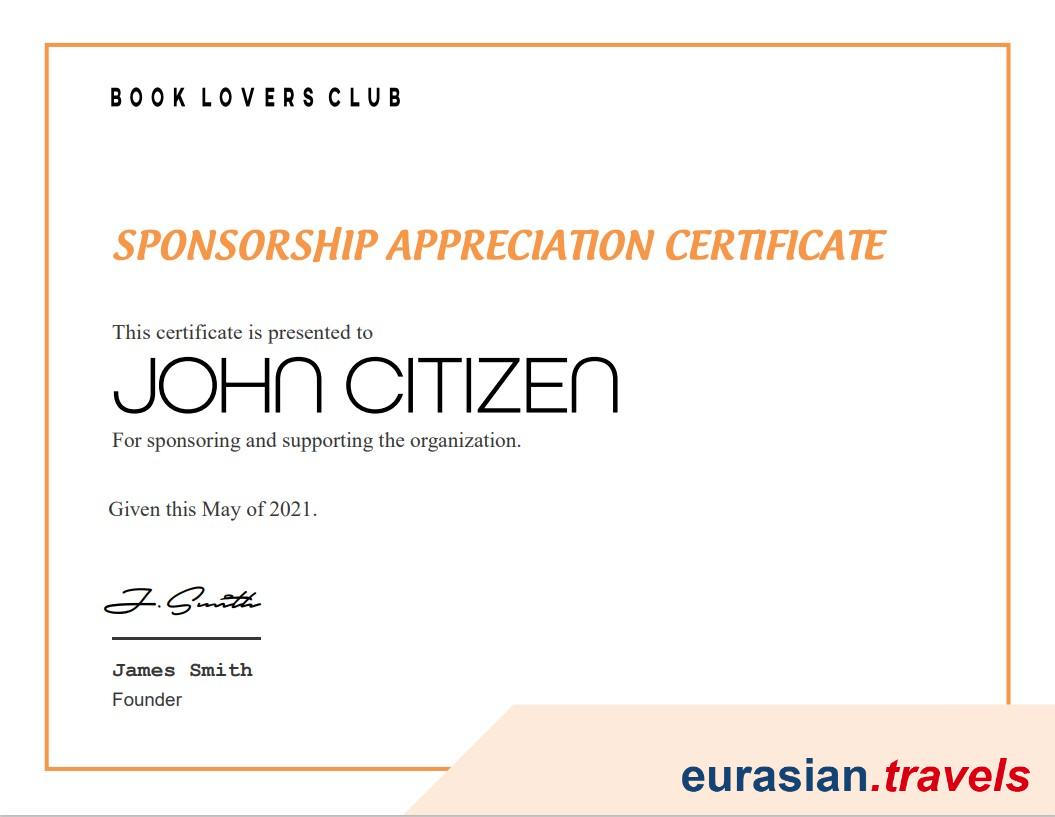 BOOK LOVERS CLUB
SPONSORSHIP APPRECIATION CERTIFICATE
This certificate is presented to
JOHN CITIZEN
For sponsoring and supporting the organization.
Given this May of 2021.
J. Smith
James Smith
Founder
eurasian.travels